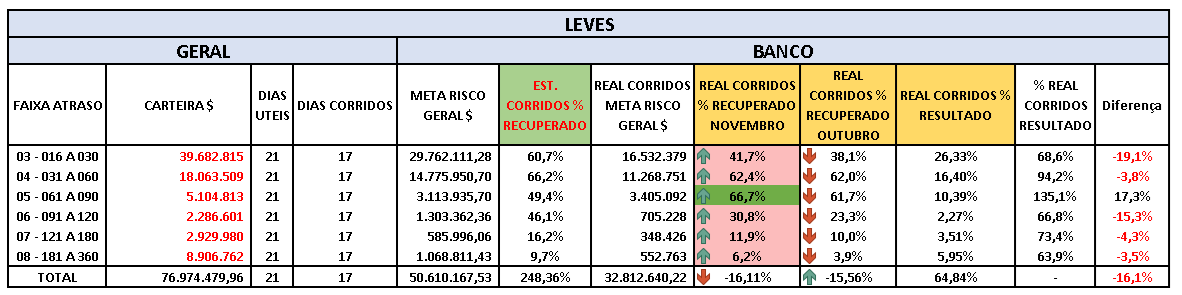 LEVES
GERAL BANCO
FAIXA ATRASO CARTEIRA $ DIAS UTEIS DIAS CORRIDOS META RISCO GERAL $ EST. CORRIDOS % RECUPERADO REAL CORRIDOS META RISCO GERAL $ REAL CORRIDOS % RECUPERADO NOVEMBRO REAL CORRIDOS % RECUPERADO OUTUBRO REAL CORRIDOS % RESULTADO % REAL CORRIDOS RESULTADO Diferença
03 - 016 A 030 39.682.815 21 17 29.762.111,28 60,7% 16.532.379 41,7% 38,1% 26,33% 68,6% -19,1%
04 - 031 A 060 18.063.509 21 17 14.775.950,70 66,2% 11.268.751 62,4% 62,0% 16,40% 94,2% -3,8%
05 - 061 A 090 5.104.813 21 17 3.113.935,70 49,4% 3.405.092 66,7% 61,7% 10,39% 135,1% 17,3%
06 - 091 A 120 2.286.601 21 17 1.303.362,36 46,1% 705.228 30,8% 23,3% 2,27% 66,8% -15,3%
07 - 121 A 180 2.929.980 21 17 585.996,06 16,2% 348.426 11,9% 10,0% 3,51% 73,4% -4,3%
08 - 181 A 360 8.906.762 21 17 1.068.811,43 9,7% 552.763 6,2% 3,9% 5,95% 63,9% -3,5%
TOTAL 76.974.479,96 21 17 50.610.167,53 248,36% 32.812.640,22 -16,11% -15,56% 64,84% - -16,1%